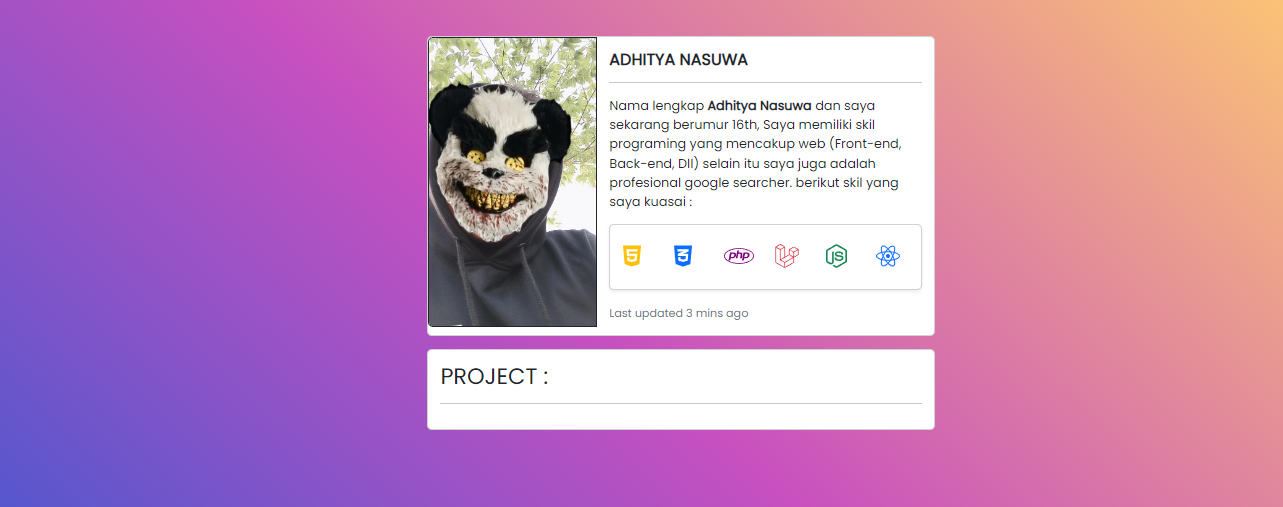 ADHITYA NASUWA
Nama lengkap Adhitya Nasuwa dan saya
sekarang berumur 16th, Saya memiliki skil
programing yang mencakup web (Front-end,
Back-end, Dll) selain itu saya juga adalah
profesional google searcher. berikut skil yang
saya kuasai :
5 3 php JS
Last updated 3 mins ago
PROJECT :